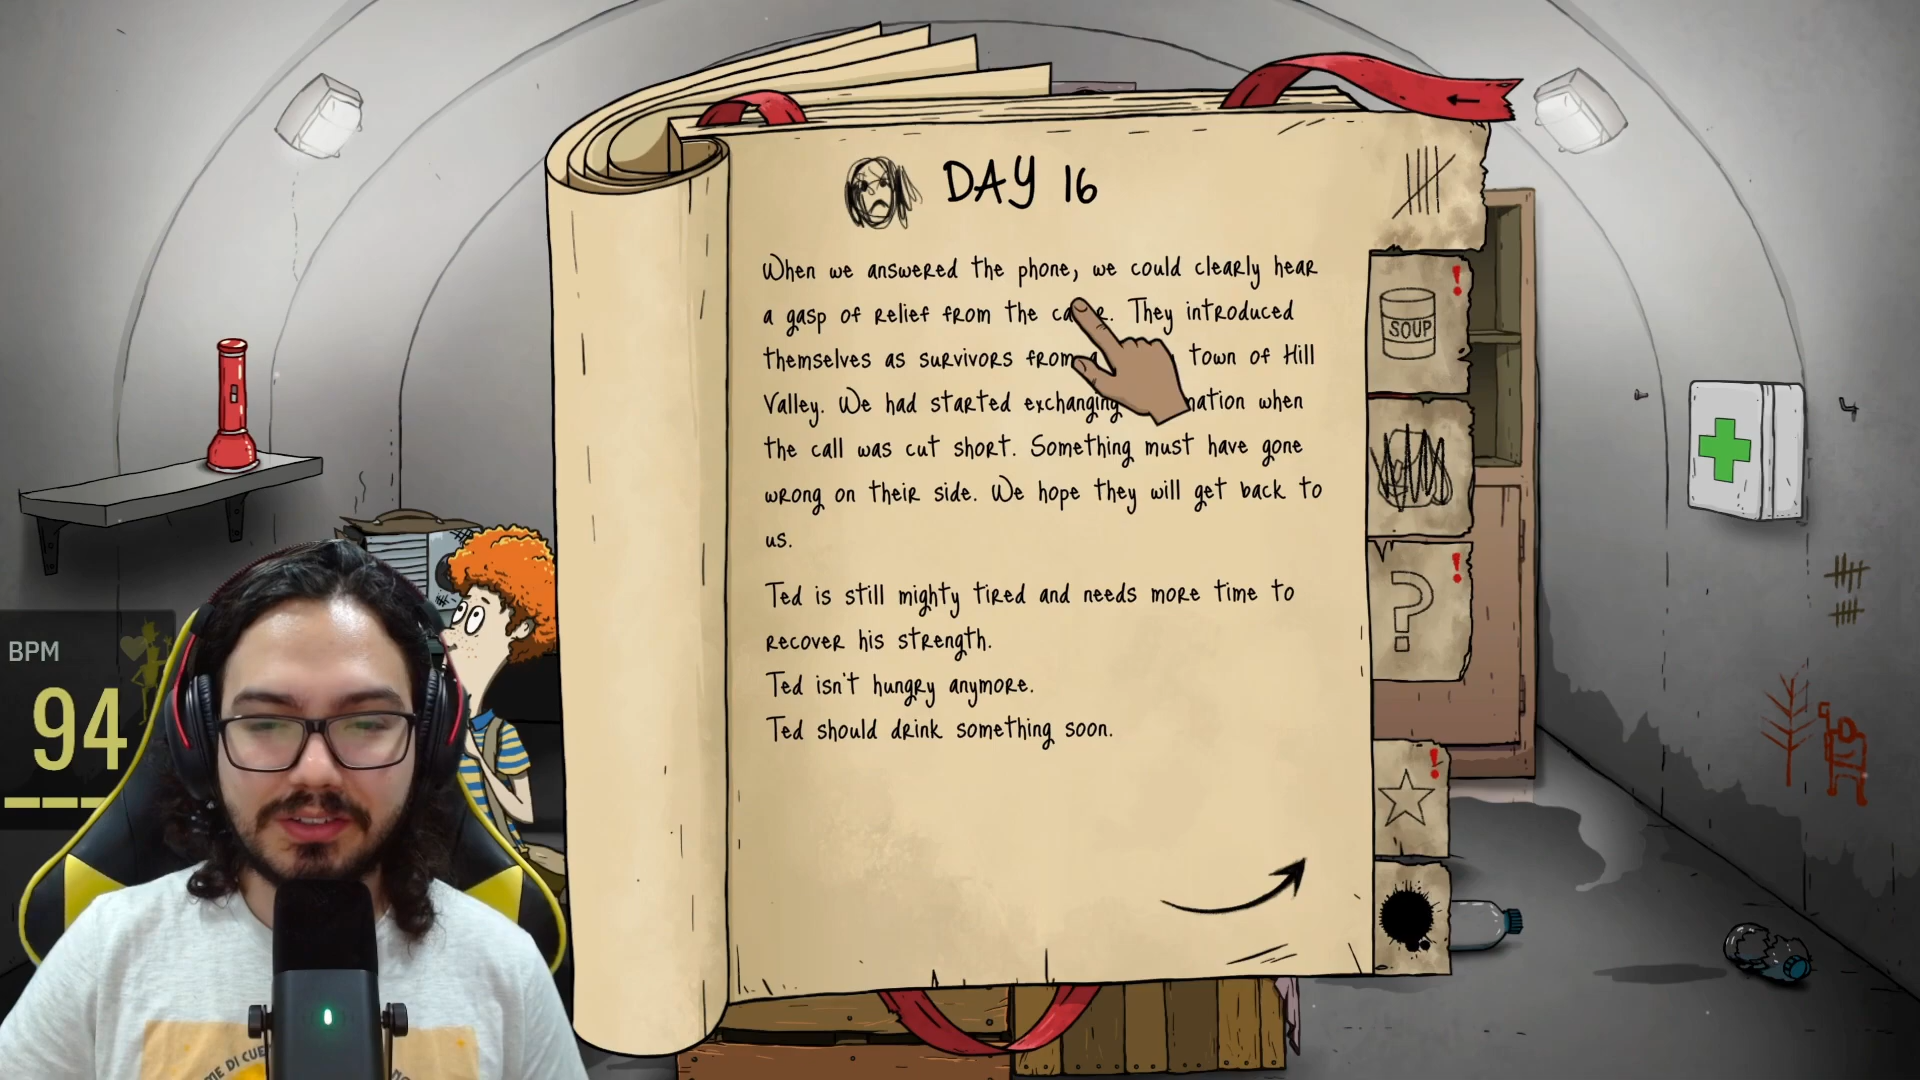 DAY 16
When we answered the phone, we could clearly hear
a gasp of relief from the. They introduced
themselves as survivors from town of Hill
Valley. We had started exchanging when
the call was cut short. Something must have gone
wrong on their side. We hope they will get back to
us.
Ted is still mighty tired and needs more time to
recover his strength.
Ted isn't hungry anymore.
Ted should drink something soon.
SOUP
!
!
?
!
BPM
94